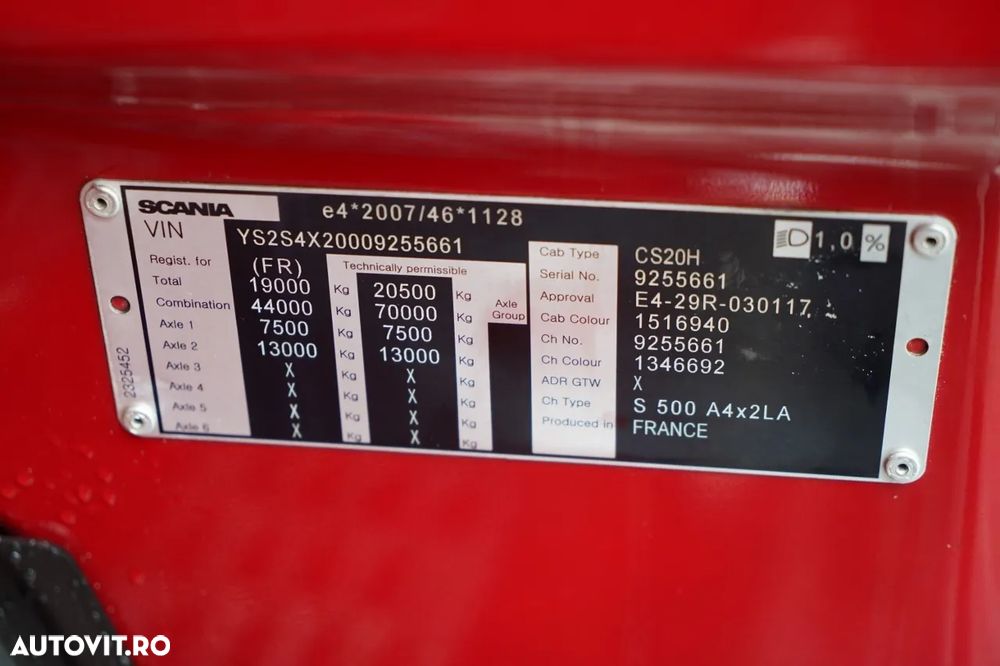 SCANIA
e4*2007/46*1128
VIN
YS2S4X20009255661
1,0 %
Regist. for (FR) Technically permissible
Total 19000 Kg 20500 Kg
Combination 44000 Kg 70000 Kg Axle Group
Axle 1 7500 Kg 7500 Kg
Axle 2 13000 Kg 13000 Kg
Axle 3 X Kg X Kg
Axle 4 X Kg X Kg
Axle 5 X Kg X Kg
Axle 6 X Kg X Kg
2325452
Cab Type CS20H
Serial No. 9255661
Approval E4-29R-030117,
Cab Colour 1516940
Ch No. 9255661
Ch Colour 1346692
ADR GTW X
Ch Type S 500 A4x2LA
Produced in FRANCE
AUTOVIT.RO